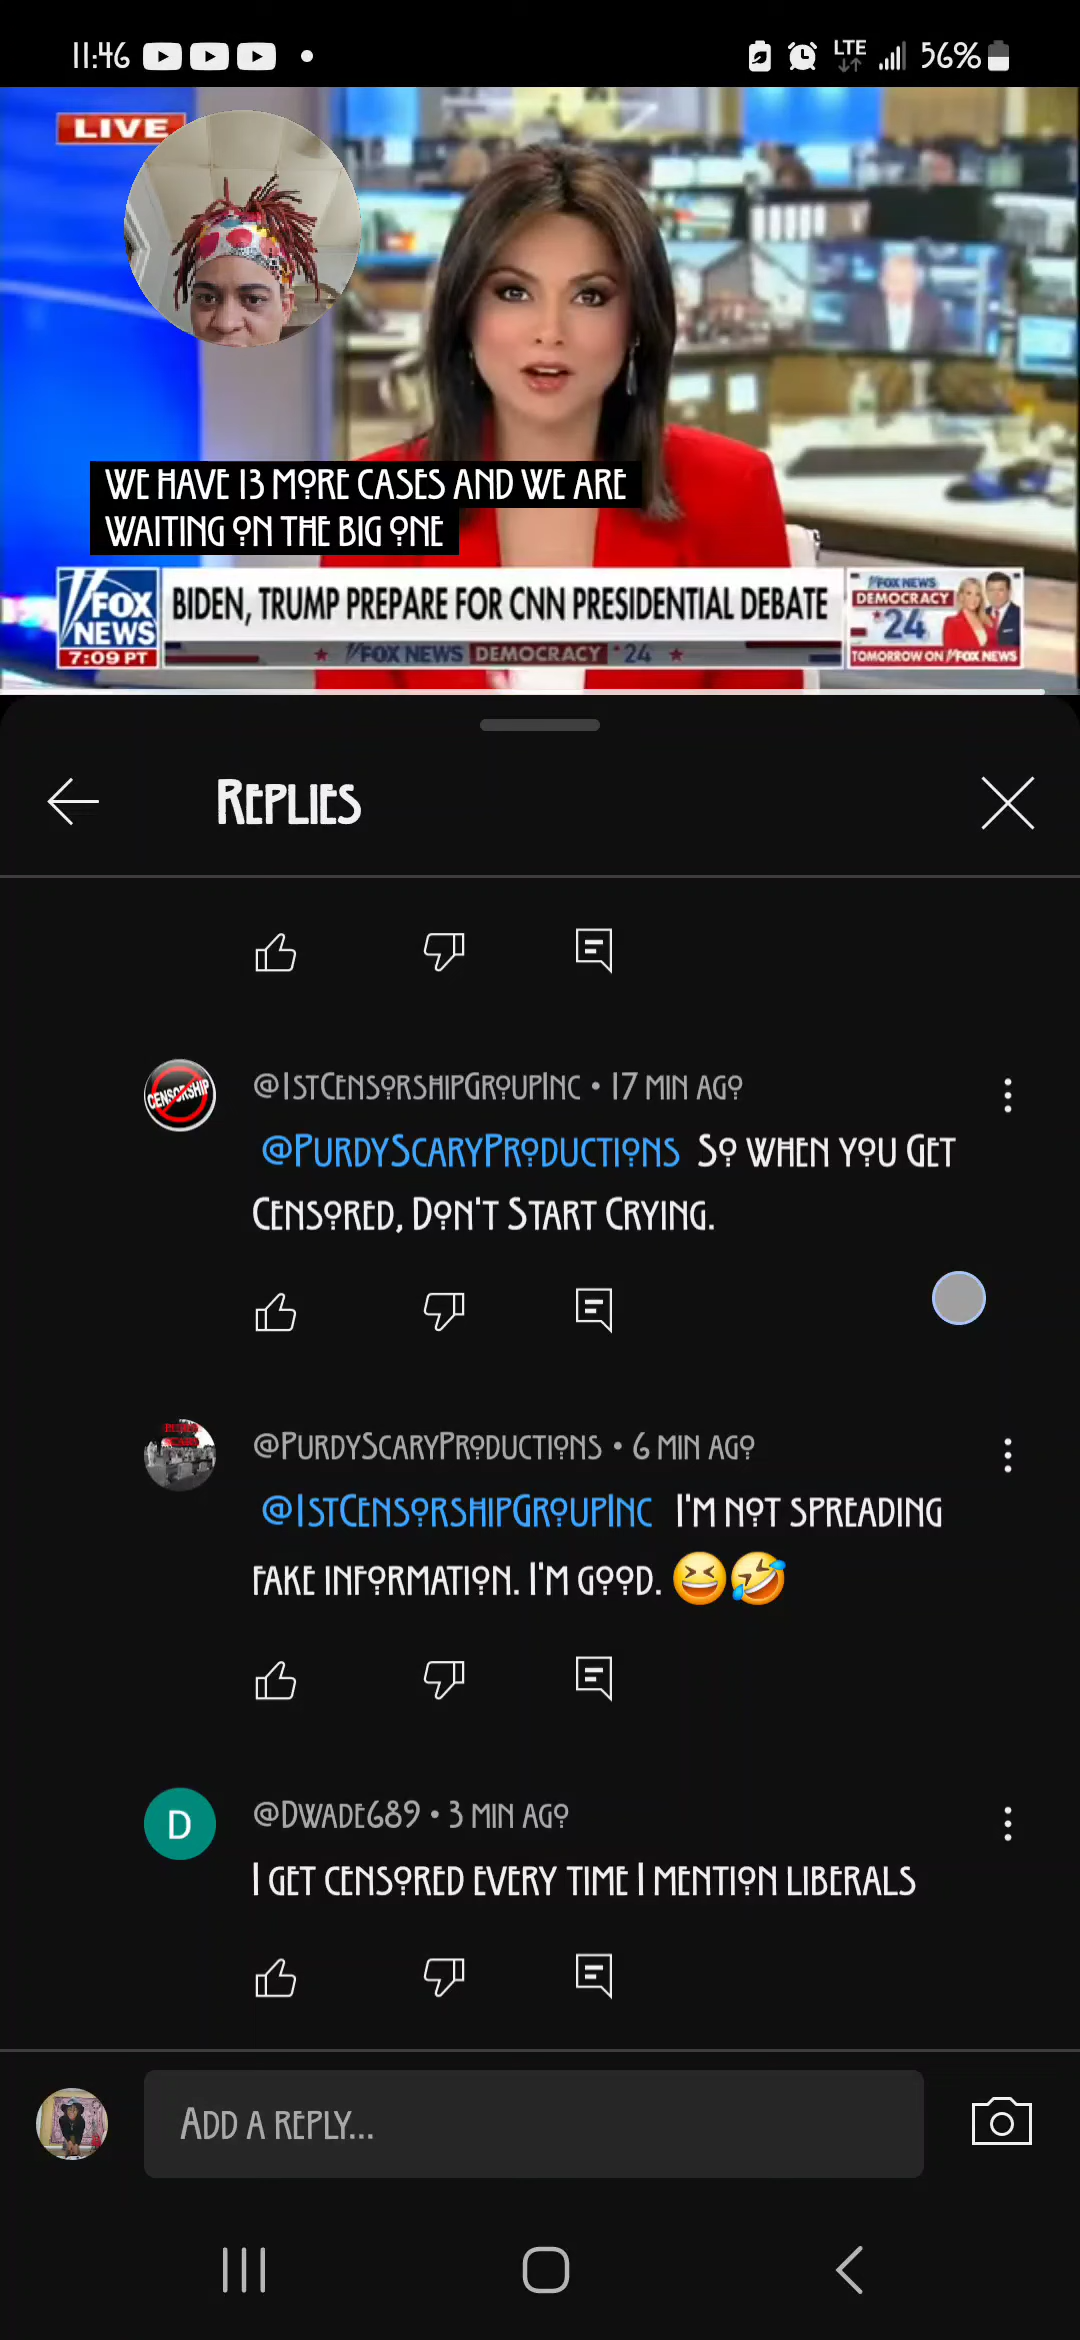 11:46
LTE
56%
LIVE
WE HAVE 13 MORE CASES AND WE ARE
WAITING ON THE BIG ONE
FOX
NEWS
7:09 PT
BIDEN, TRUMP PREPARE FOR CNN PRESIDENTIAL DEBATE
FOX NEWS DEMOCRACY '24
FOX NEWS
DEMOCRACY
'24
TOMORROW ON FOX NEWS
REPLIES
CENSORSHIP
@1STCENSORSHIPGROUPINC • 17 MIN AGO
@PURDYSCARYPRODUCTIONS SO WHEN YOU GET
CENSORED, DON'T START CRYING.
@PURDYSCARYPRODUCTIONS • 6 MIN AGO
@1STCENSORSHIPGROUPINC I'M NOT SPREADING
FAKE INFORMATION. I'M GOOD. 😆🤣
D
@DWADE689 • 3 MIN AGO
I GET CENSORED EVERY TIME I MENTION LIBERALS
ADD A REPLY...